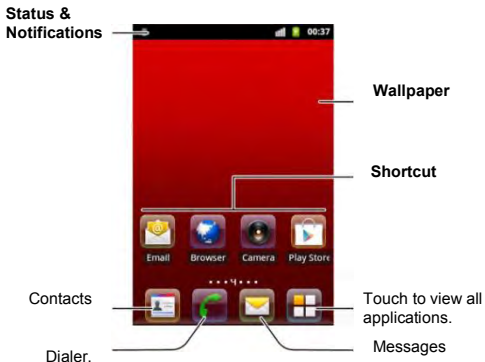 Status &
Notifications
00:37
Wallpaper
Shortcut
Email Browser Camera Play Store
4
Contacts
Touch to view all
applications.
Dialer.
Messages